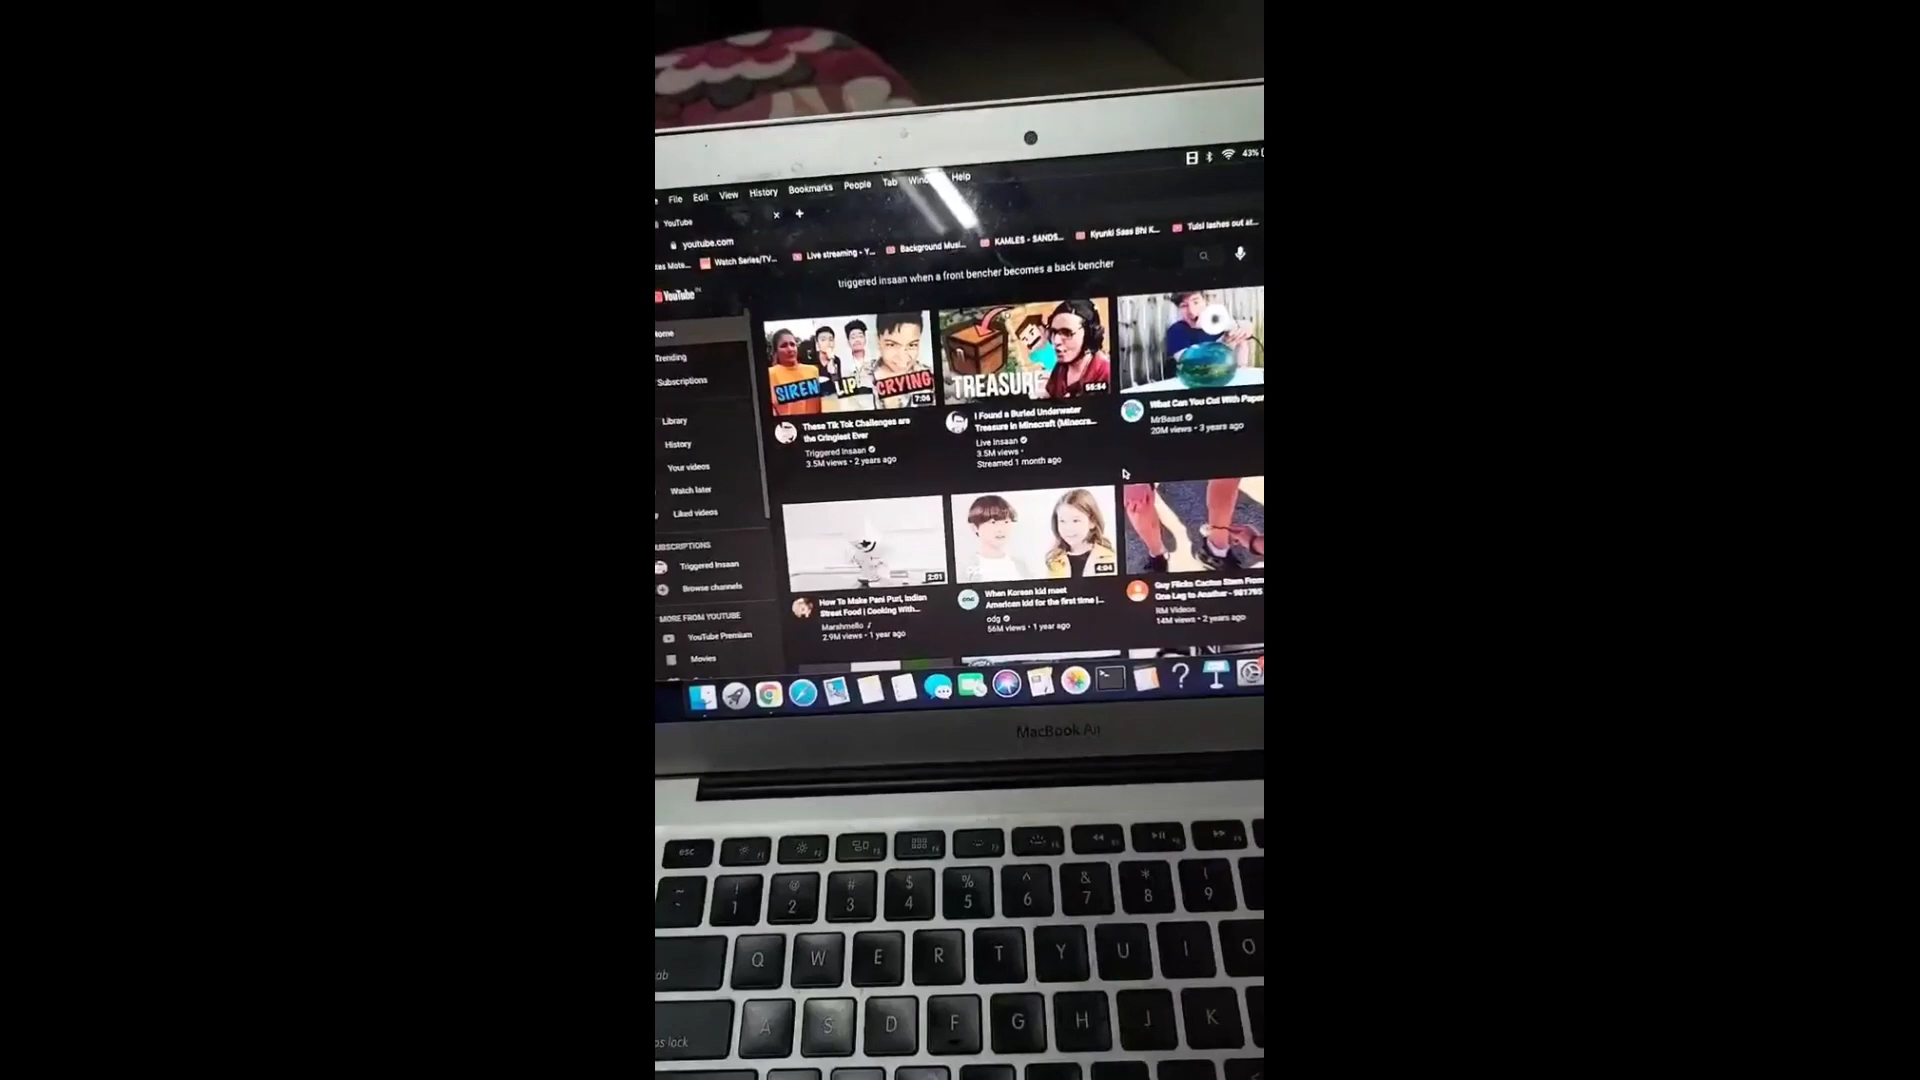 File Edit View History Bookmarks People Tab Help
43%
YouTube × +
youtube.com
Watch Series/TV... Live streaming - Y... Background Musi... KAMLES - SANDS... Kyunki Saas Bhi K... Tulsi lashes out at...
YouTube
triggered insaan when a front bencher becomes a back bencher
Trending
Subscriptions
Library
History
Your videos
Watch later
Liked videos
Triggered Insaan
Browse channels
MORE FROM YOUTUBE
YouTube Premium
Movies
SIREN LIP CRYING
7:06
These Tik Tok Challenges are
the Cringiest Ever
Triggered Insaan
3.5M views • 2 years ago
TREASURE
I Found a Buried Underwater
Treasure in Minecraft (Minecra...
Live Insaan
3.5M views •
Streamed 1 month ago
What Can You Cut With Paper
MrBeast
20M views • 3 years ago
2:01
How To Make Pani Puri, Indian
Street Food | Cooking With...
Marshmello
2.9M views • 1 year ago
4:04
When Korean kid meet
American kid for the first time |...
odg
56M views • 1 year ago
Guy Flicks Cactus Stem From
One Leg to Another - 981795
RM Videos
14M views • 2 years ago
MacBook Air
esc
~ ! @ # $ % ^ & * (
1 2 3 4 5 6 7 8 9
Q W E R T Y U I O
A S D F G H J K